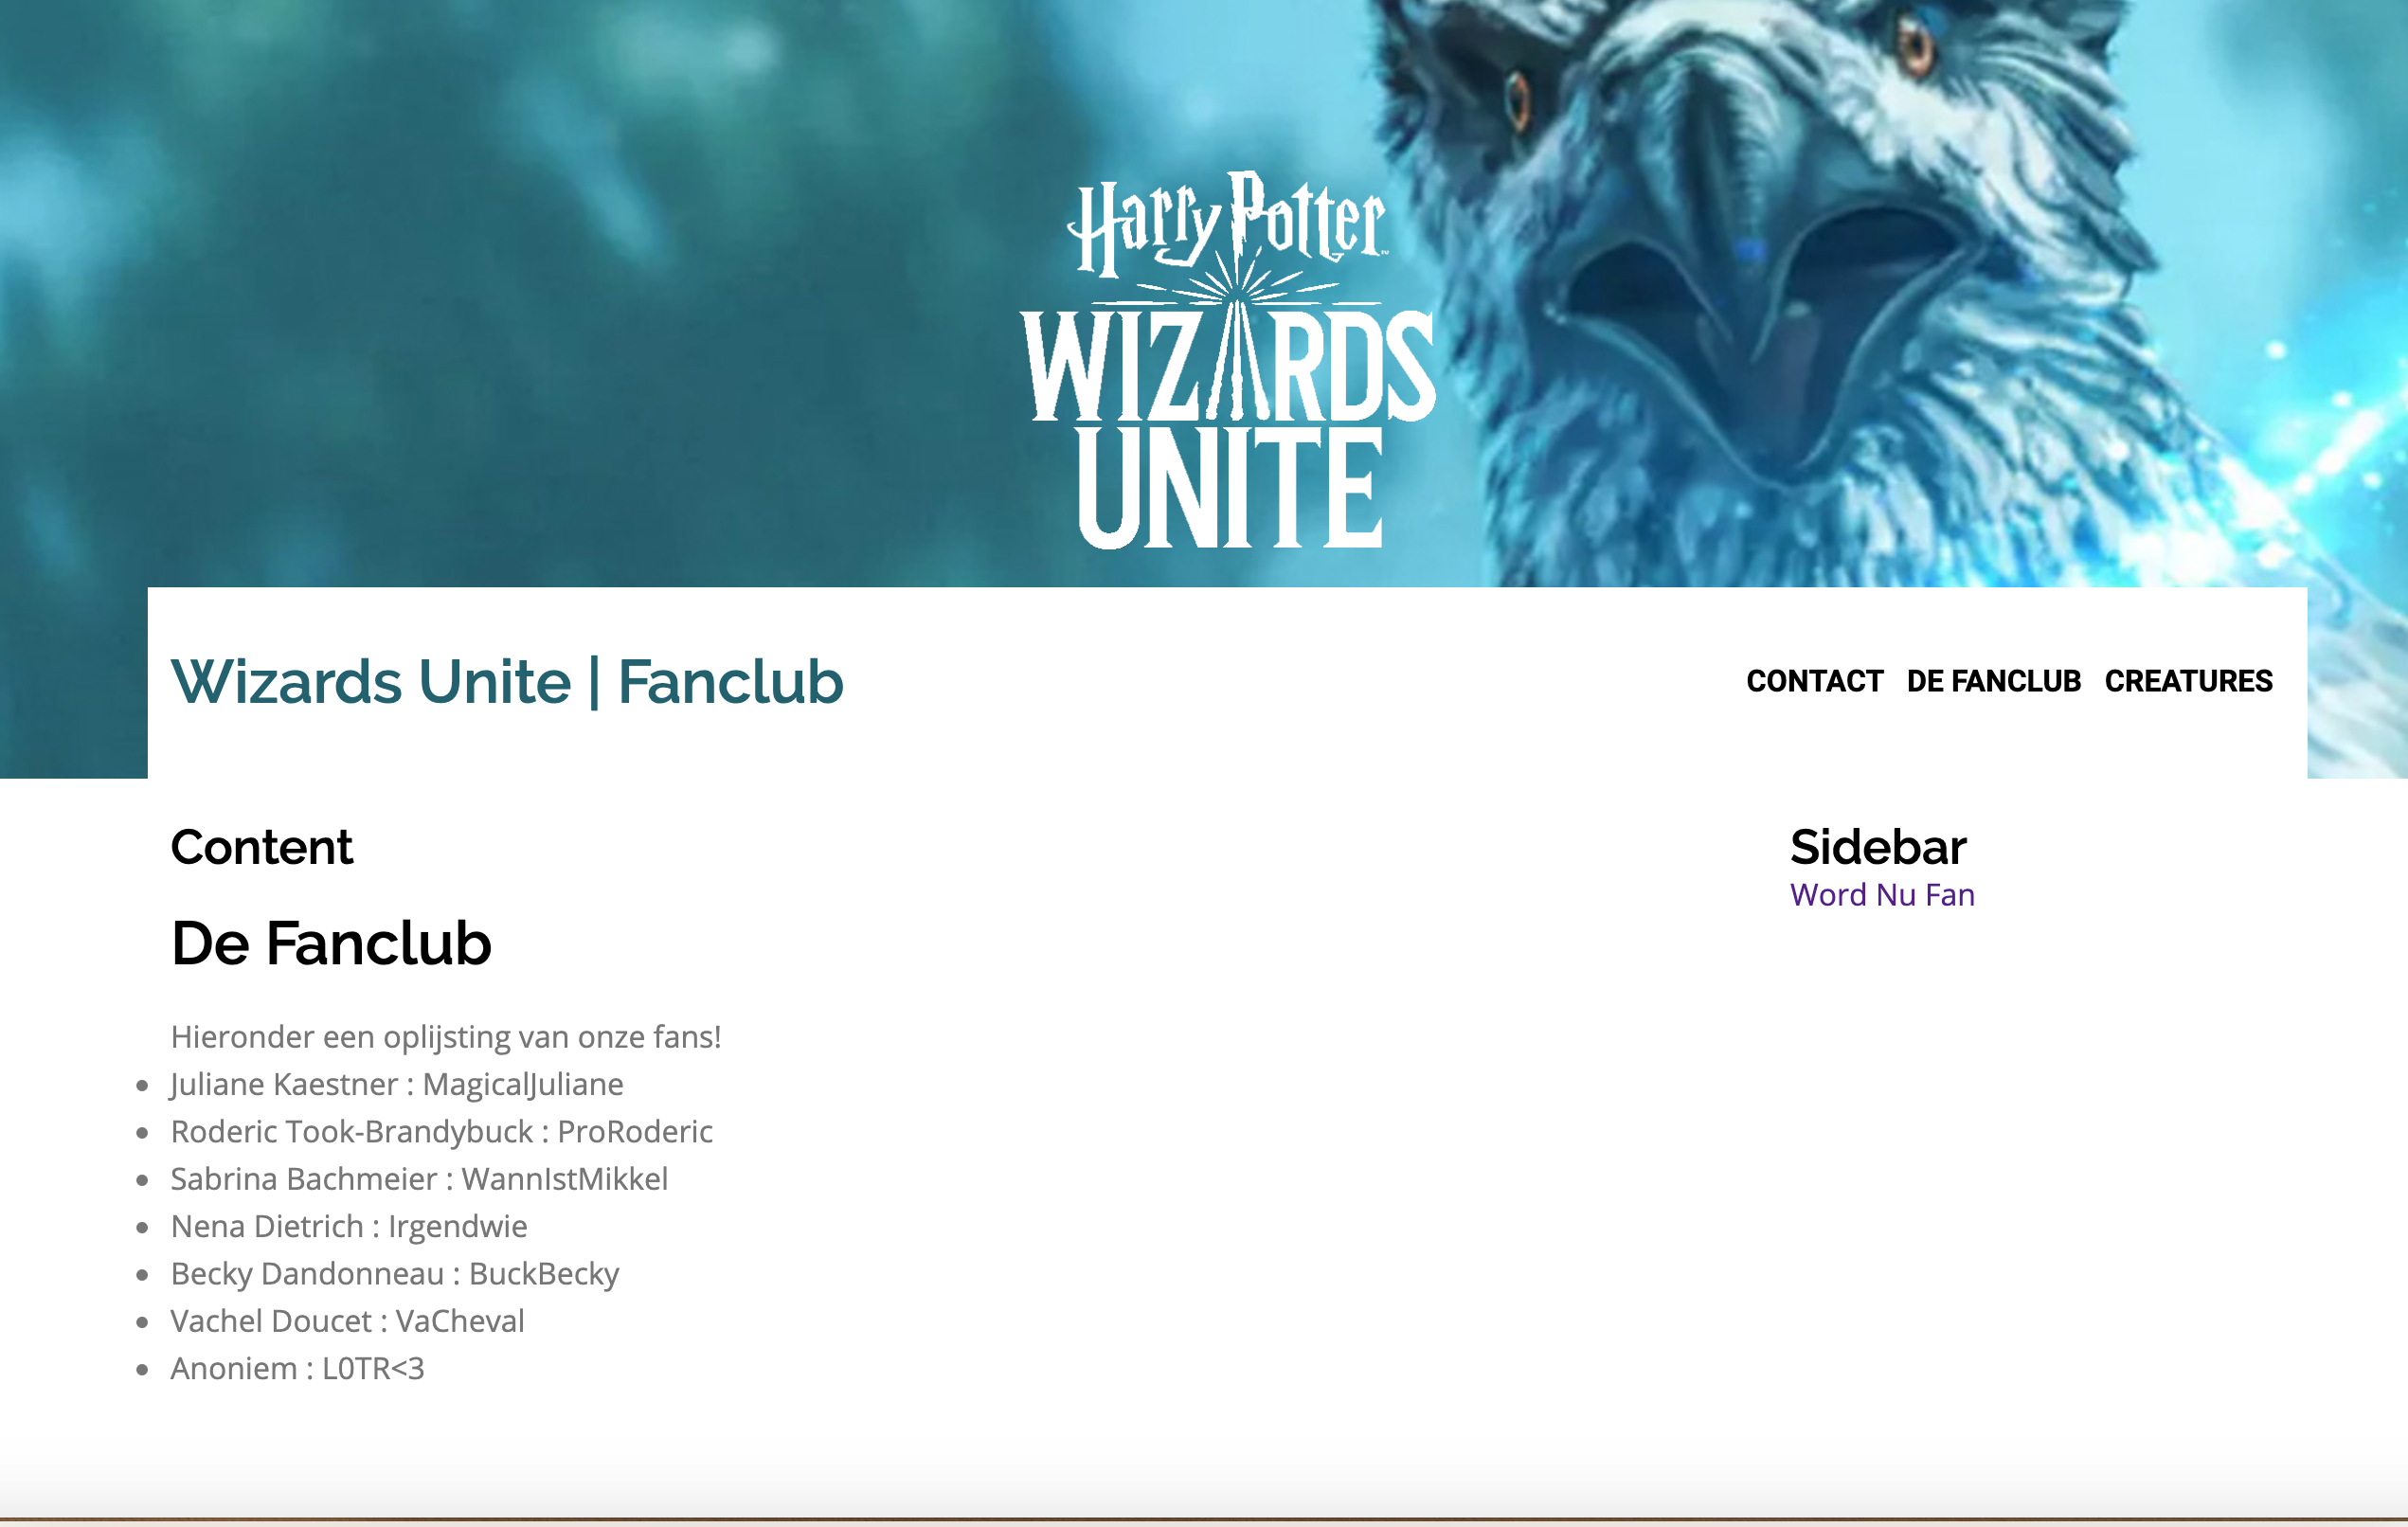 Harry Potter
WIZARDS
UNITE
Wizards Unite | Fanclub
CONTACT DE FANCLUB CREATURES
Content
De Fanclub
Hieronder een oplijsting van onze fans!
Juliane Kaestner : MagicalJuliane
Roderic Took-Brandybuck : ProRoderic
Sabrina Bachmeier : WannIstMikkel
Nena Dietrich : Irgendwie
Becky Dandonneau : BuckBecky
Vachel Doucet : VaCheval
Anoniem : L0TR<3
Sidebar
Word Nu Fan